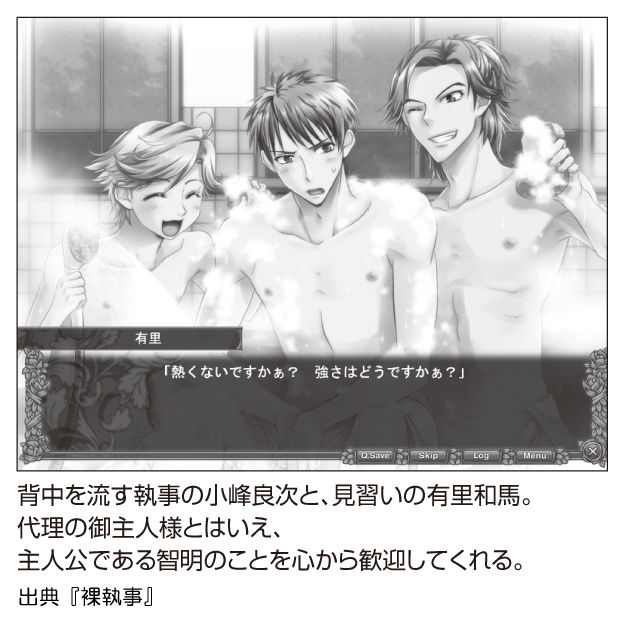 有里
「熱くないですかぁ？　強さはどうですかぁ？」
Q.Save Skip Log Menu
背中を流す執事の小峰良次と、見習いの有里和馬。
代理の御主人様とはいえ、
主人公である智明のことを心から歓迎してくれる。
出典『裸執事』